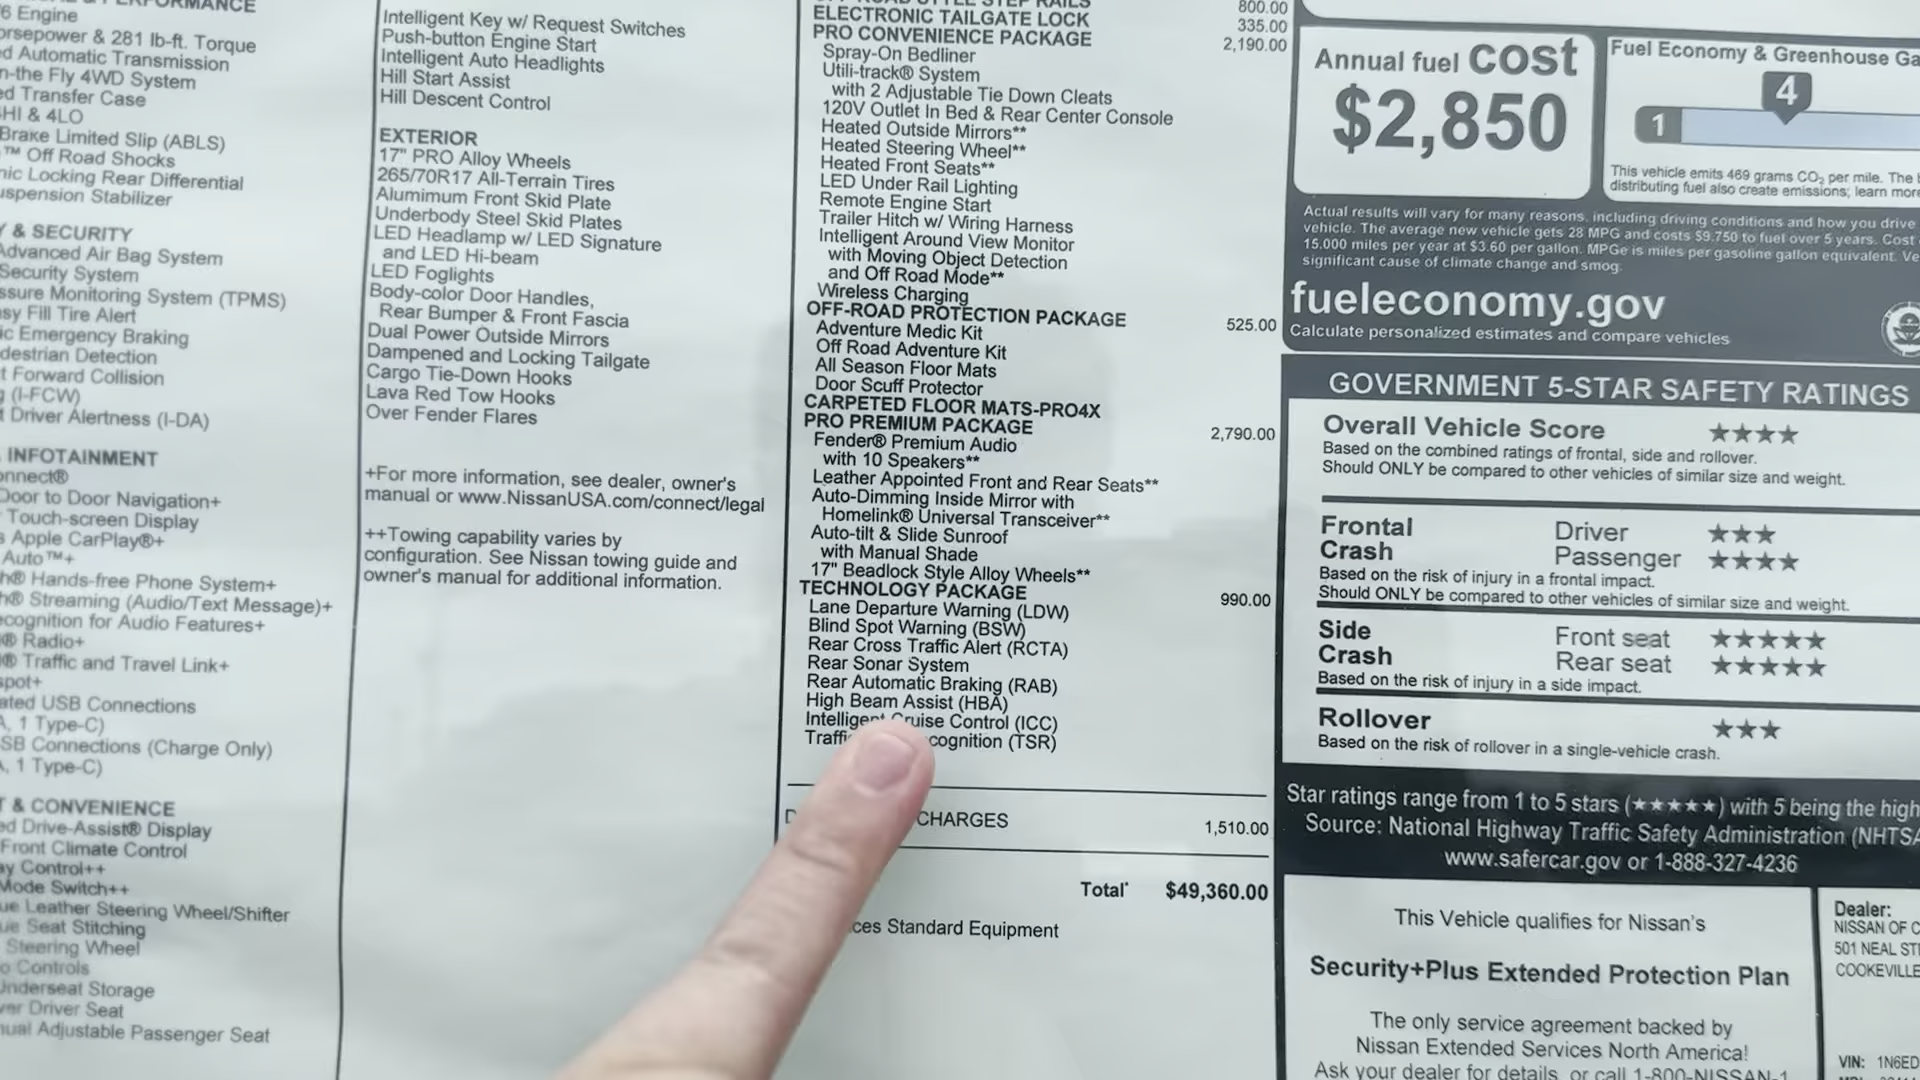 6 Engine
& 281 lb-ft. Torque
Automatic Transmission
4WD System
Transfer Case
& 4LO
Brake Limited Slip (ABLS)
™ Off Road Shocks
Locking Rear Differential
Stabilizer
& SECURITY
Advanced Air Bag System
Security System
Monitoring System (TPMS)
Fill Tire Alert
Emergency Braking
Detection
Forward Collision
(I-FCW)
Driver Alertness (I-DA)
INFOTAINMENT
Door to Door Navigation+
Touch-screen Display
Apple CarPlay®+
Auto™+
Hands-free Phone System+
Streaming (Audio/Text Message)+
for Audio Features+
Radio+
Traffic and Travel Link+
USB Connections
1 Type-C)
Connections (Charge Only)
1 Type-C)
& CONVENIENCE
Drive-Assist® Display
Front Climate Control
Control++
Mode Switch++
Leather Steering Wheel/Shifter
Seat Stitching
Steering Wheel
Controls
Underseat Storage
Driver Seat
Adjustable Passenger Seat
Intelligent Key w/ Request Switches
Push-button Engine Start
Intelligent Auto Headlights
Hill Start Assist
Hill Descent Control
EXTERIOR
17" PRO Alloy Wheels
265/70R17 All-Terrain Tires
Alumimum Front Skid Plate
Underbody Steel Skid Plates
LED Headlamp w/ LED Signature
and LED Hi-beam
LED Foglights
Body-color Door Handles,
Rear Bumper & Front Fascia
Dual Power Outside Mirrors
Dampened and Locking Tailgate
Cargo Tie-Down Hooks
Lava Red Tow Hooks
Over Fender Flares
+For more information, see dealer, owner's
manual or www.NissanUSA.com/connect/legal
++Towing capability varies by
configuration. See Nissan towing guide and
owner's manual for additional information.
800.00
ELECTRONIC TAILGATE LOCK 335.00
PRO CONVENIENCE PACKAGE 2,190.00
Spray-On Bedliner
Utili-track® System
with 2 Adjustable Tie Down Cleats
120V Outlet In Bed & Rear Center Console
Heated Outside Mirrors**
Heated Steering Wheel**
Heated Front Seats**
LED Under Rail Lighting
Remote Engine Start
Trailer Hitch w/ Wiring Harness
Intelligent Around View Monitor
with Moving Object Detection
and Off Road Mode**
Wireless Charging
OFF-ROAD PROTECTION PACKAGE 525.00
Adventure Medic Kit
Off Road Adventure Kit
All Season Floor Mats
Door Scuff Protector
CARPETED FLOOR MATS-PRO4X
PRO PREMIUM PACKAGE 2,790.00
Fender® Premium Audio
with 10 Speakers**
Leather Appointed Front and Rear Seats**
Auto-Dimming Inside Mirror with
Homelink® Universal Transceiver**
Auto-tilt & Slide Sunroof
with Manual Shade
17" Beadlock Style Alloy Wheels**
TECHNOLOGY PACKAGE 990.00
Lane Departure Warning (LDW)
Blind Spot Warning (BSW)
Rear Cross Traffic Alert (RCTA)
Rear Sonar System
Rear Automatic Braking (RAB)
High Beam Assist (HBA)
Intelligent Cruise Control (ICC)
(TSR)
CHARGES 1,510.00
Total* $49,360.00
Standard Equipment
Annual fuel cost
$2,850
Fuel Economy & Greenhouse
4
1
This vehicle emits 469 grams CO2 per mile. The
distributing fuel also create emissions; learn more
Actual results will vary for many reasons, including driving conditions and how you drive
vehicle. The average new vehicle gets 28 MPG and costs $9,750 to fuel over 5 years. Cost
15,000 miles per year at $3.60 per gallon. MPGe is miles per gasoline gallon equivalent.
significant cause of climate change and smog.
fueleconomy.gov
Calculate personalized estimates and compare vehicles
GOVERNMENT 5-STAR SAFETY RATINGS
Overall Vehicle Score ★★★★
Based on the combined ratings of frontal, side and rollover.
Should ONLY be compared to other vehicles of similar size and weight.
Frontal Driver ★★★
Crash Passenger ★★★★
Based on the risk of injury in a frontal impact.
Should ONLY be compared to other vehicles of similar size and weight.
Side Front seat ★★★★★
Crash Rear seat ★★★★★
Based on the risk of injury in a side impact.
Rollover ★★★
Based on the risk of rollover in a single-vehicle crash.
Star ratings range from 1 to 5 stars (★★★★★) with 5 being the
Source: National Highway Traffic Safety Administration
www.safercar.gov or 1-888-327-4236
This Vehicle qualifies for Nissan's
Security+Plus Extended Protection Plan
The only service agreement backed by
Nissan Extended Services North America!
Ask your dealer for details, or call 1-800-NISSAN-1
Dealer:
NISSAN OF
501 NEAL
COOKEVILLE
VIN: 1N6ED